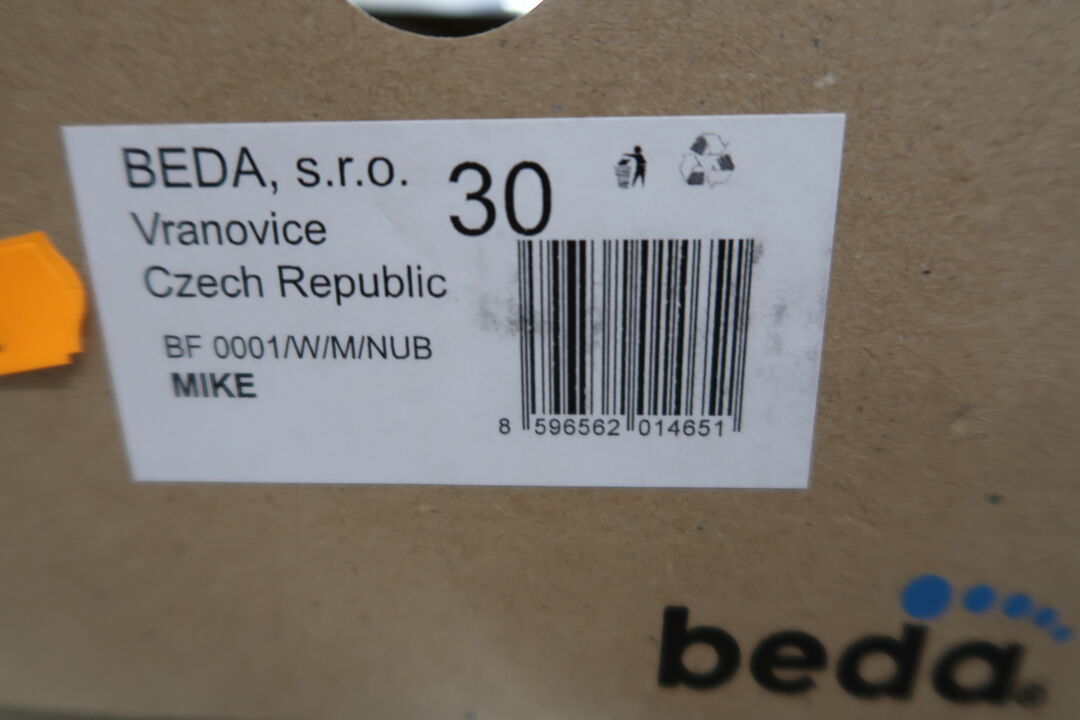 BEDA, s.r.o.
30
Vranovice
Czech Republic
BF 0001/W/M/NUB
MIKE
8 596562 014651
beda®